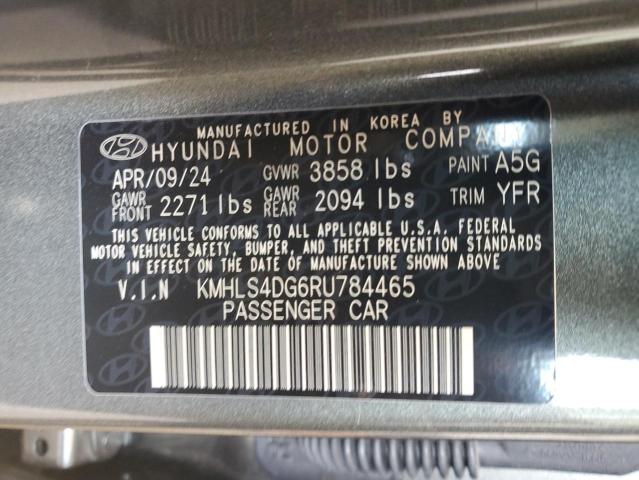 MANUFACTURED IN KOREA BY
HYUNDAI MOTOR COMPANY
APR/09/24 GVWR 3858 lbs PAINT A5G
GAWR FRONT 2271 lbs GAWR REAR 2094 lbs TRIM YFR
THIS VEHICLE CONFORMS TO ALL APPLICABLE U.S.A. FEDERAL
MOTOR VEHICLE SAFETY, BUMPER, AND THEFT PREVENTION STANDARDS
IN EFFECT ON THE DATE OF MANUFACTURE SHOWN ABOVE
V.I.N KMHLS4DG6RU784465
PASSENGER CAR